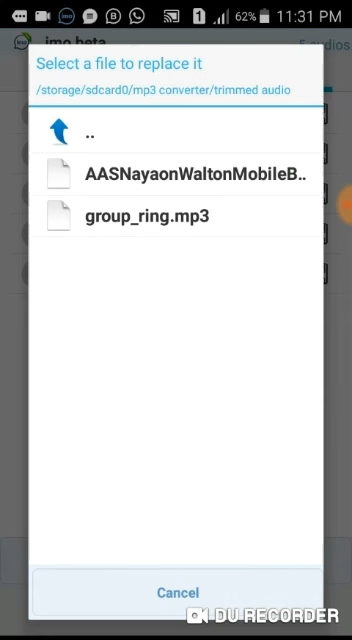 62% 11:31 PM
imo beta
5 audios
Select a file to replace it
/storage/sdcard0/mp3 converter/trimmed audio
..
AASNayaonWaltonMobileB..
group_ring.mp3
Cancel
DU RECORDER